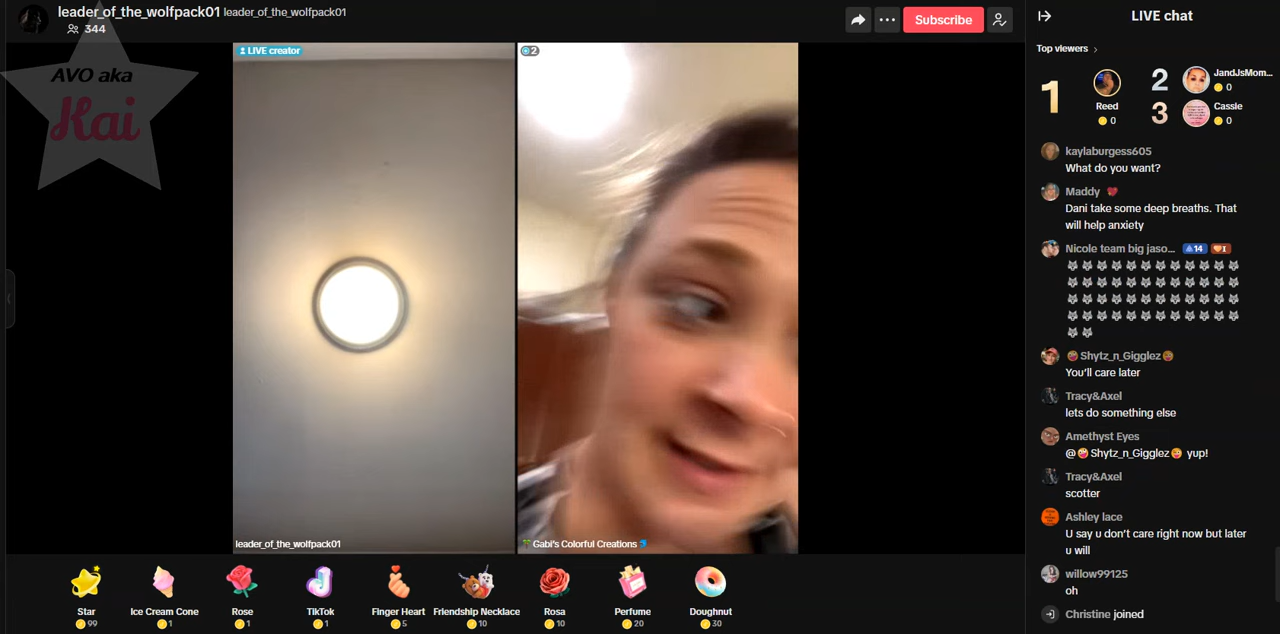 leader_of_the_wolfpack01 leader_of_the_wolfpack01
344
Subscribe
AVO aka
Kai
LIVE creator
2
leader_of_the_wolfpack01
Gabi's Colorful Creations
Star
99
Ice Cream Cone
1
Rose
1
TikTok
1
Finger Heart
5
Friendship Necklace
10
Rosa
10
Perfume
20
Doughnut
30
LIVE chat
Top viewers
1
Reed
0
2
JandJsMom...
0
3
Cassie
0
kaylaburgess605
What do you want?
Maddy
Dani take some deep breaths. That
will help anxiety
Nicole team big jaso... 14 1
Shytz_n_Gigglez
You'll care later
Tracy&Axel
lets do something else
Amethyst Eyes
@Shytz_n_Gigglez yup!
Tracy&Axel
scotter
Ashley lace
U say u don't care right now but later
u will
willow99125
oh
Christine joined